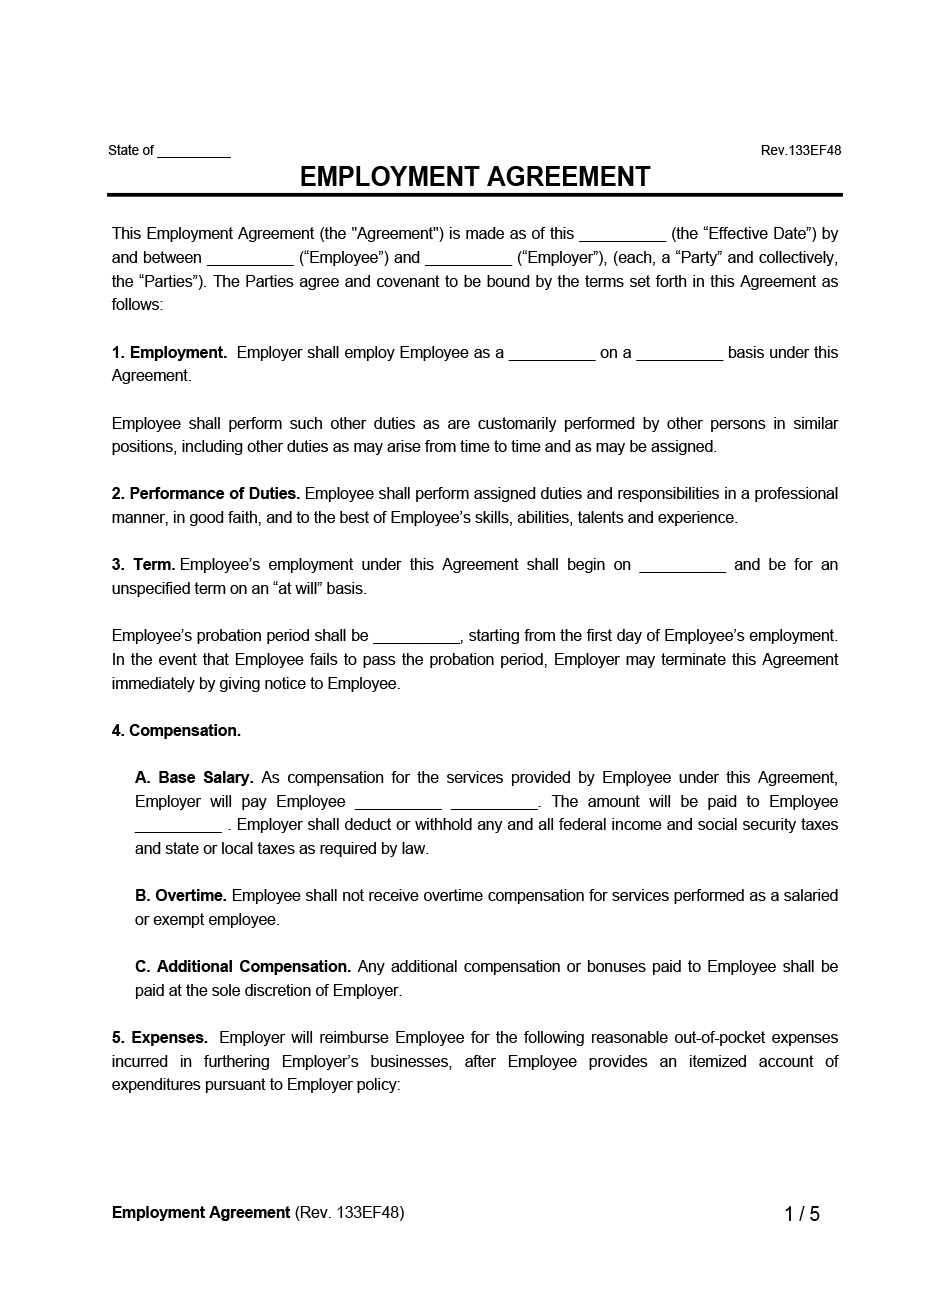 State of __________
Rev.133EF48
EMPLOYMENT AGREEMENT
This Employment Agreement (the "Agreement") is made as of this __________ (the “Effective Date”) by
and between __________ (“Employee”) and __________ (“Employer”), (each, a “Party” and collectively,
the “Parties”). The Parties agree and covenant to be bound by the terms set forth in this Agreement as
follows:
1. Employment. Employer shall employ Employee as a __________ on a __________ basis under this
Agreement.
Employee shall perform such other duties as are customarily performed by other persons in similar
positions, including other duties as may arise from time to time and as may be assigned.
2. Performance of Duties. Employee shall perform assigned duties and responsibilities in a professional
manner, in good faith, and to the best of Employee’s skills, abilities, talents and experience.
3. Term. Employee’s employment under this Agreement shall begin on __________ and be for an
unspecified term on an “at will” basis.
Employee’s probation period shall be __________, starting from the first day of Employee’s employment.
In the event that Employee fails to pass the probation period, Employer may terminate this Agreement
immediately by giving notice to Employee.
4. Compensation.
A. Base Salary. As compensation for the services provided by Employee under this Agreement,
Employer will pay Employee __________ __________. The amount will be paid to Employee
__________ . Employer shall deduct or withhold any and all federal income and social security taxes
and state or local taxes as required by law.
B. Overtime. Employee shall not receive overtime compensation for services performed as a salaried
or exempt employee.
C. Additional Compensation. Any additional compensation or bonuses paid to Employee shall be
paid at the sole discretion of Employer.
5. Expenses. Employer will reimburse Employee for the following reasonable out-of-pocket expenses
incurred in furthering Employer’s businesses, after Employee provides an itemized account of
expenditures pursuant to Employer policy:
Employment Agreement (Rev. 133EF48)
1 / 5